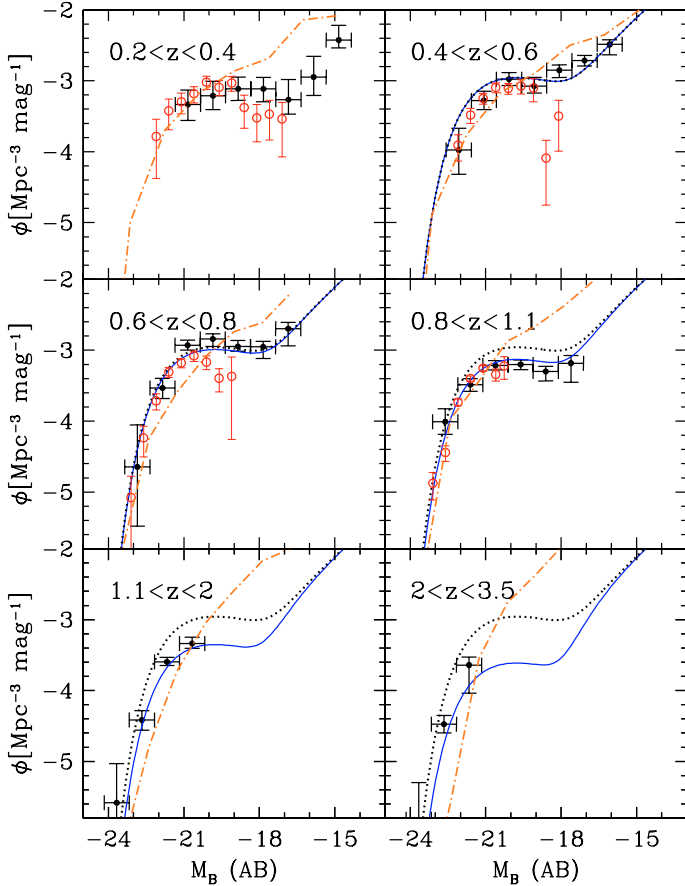 −2
0.2<z<0.4
0.4<z<0.6
−3
−4
−5
ϕ[Mpc⁻³ mag⁻¹]
−2
0.6<z<0.8
0.8<z<1.1
−3
−4
−5
ϕ[Mpc⁻³ mag⁻¹]
−2
1.1<z<2
2<z<3.5
−3
−4
−5
ϕ[Mpc⁻³ mag⁻¹]
−24 −21 −18 −15 −24 −21 −18 −15
M_B (AB) M_B (AB)